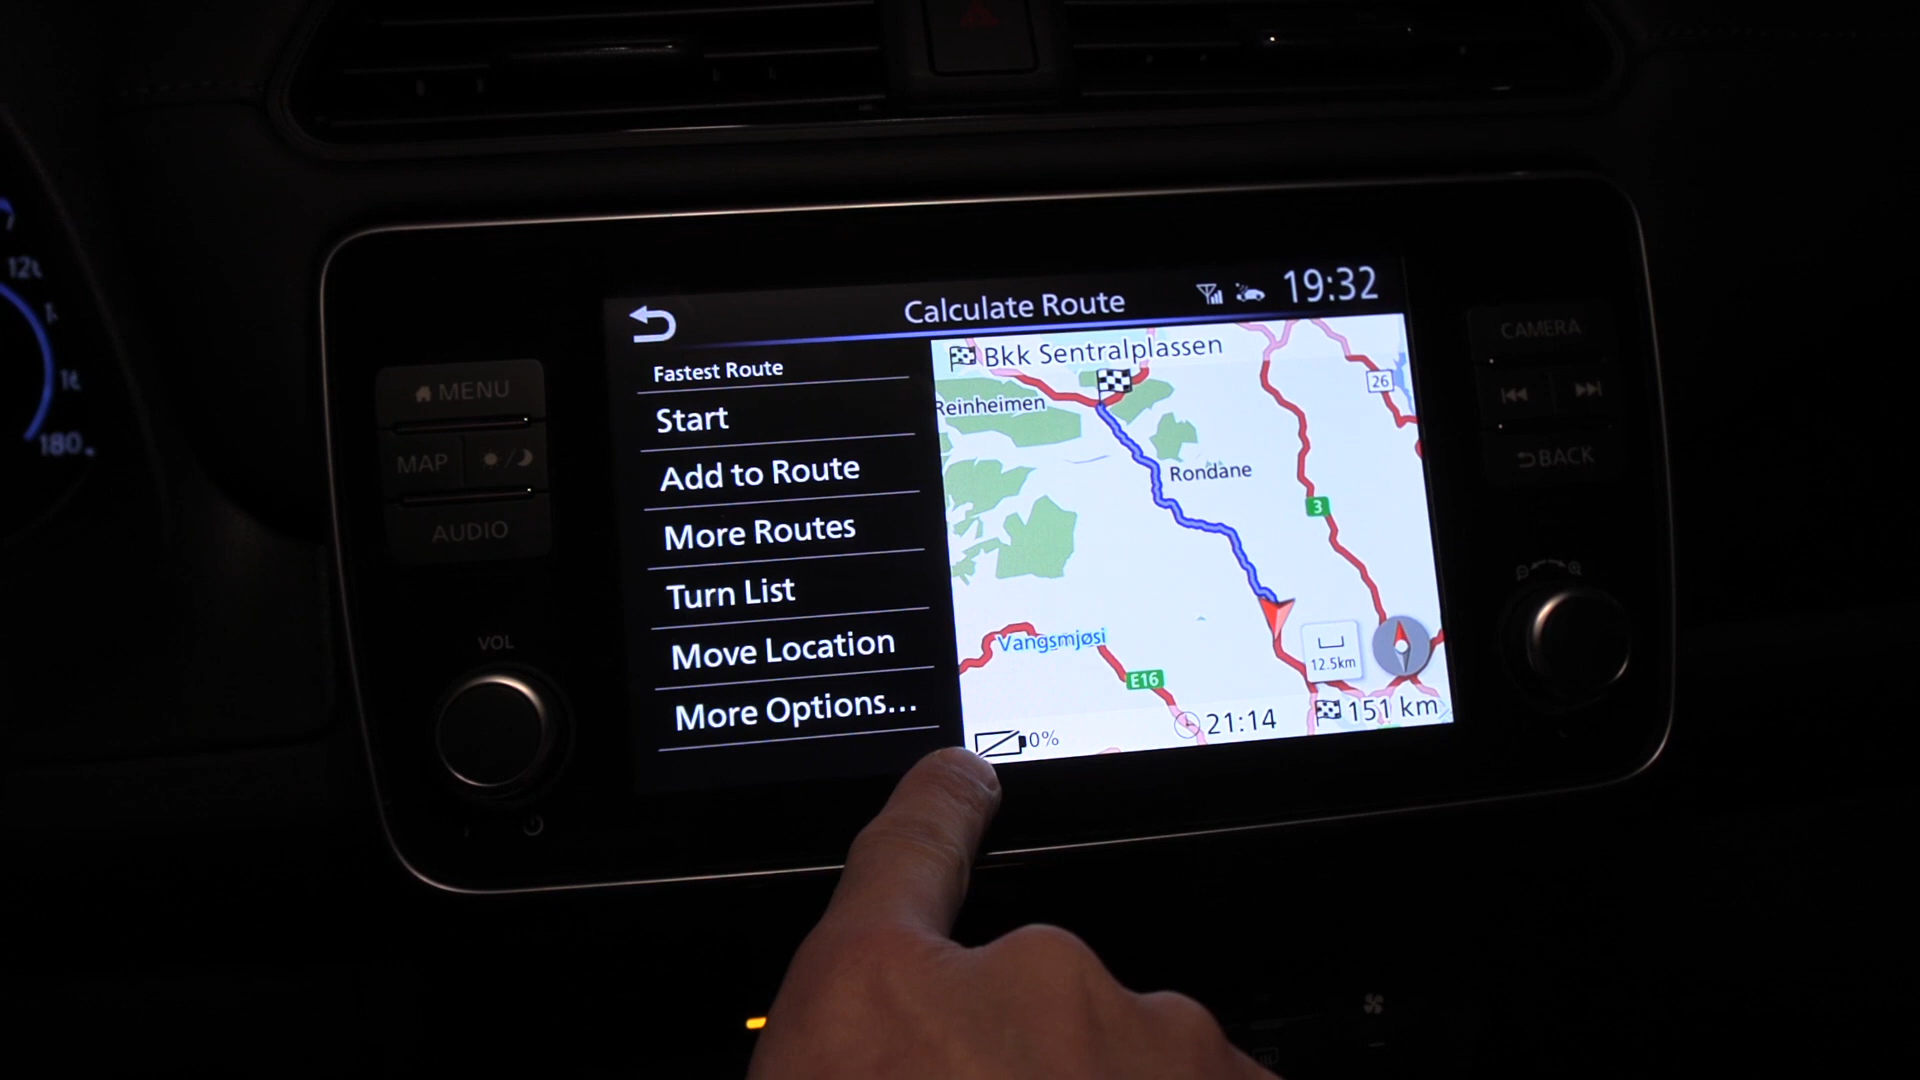 Calculate Route
19:32
Fastest Route
Start
Add to Route
More Routes
Turn List
Move Location
More Options...
Bkk Sentralplassen
Reinheimen
Rondane
26
3
Vangsmjøsi
E16
12.5km
0%
21:14
151 km
MENU
MAP
AUDIO
VOL
CAMERA
BACK
180